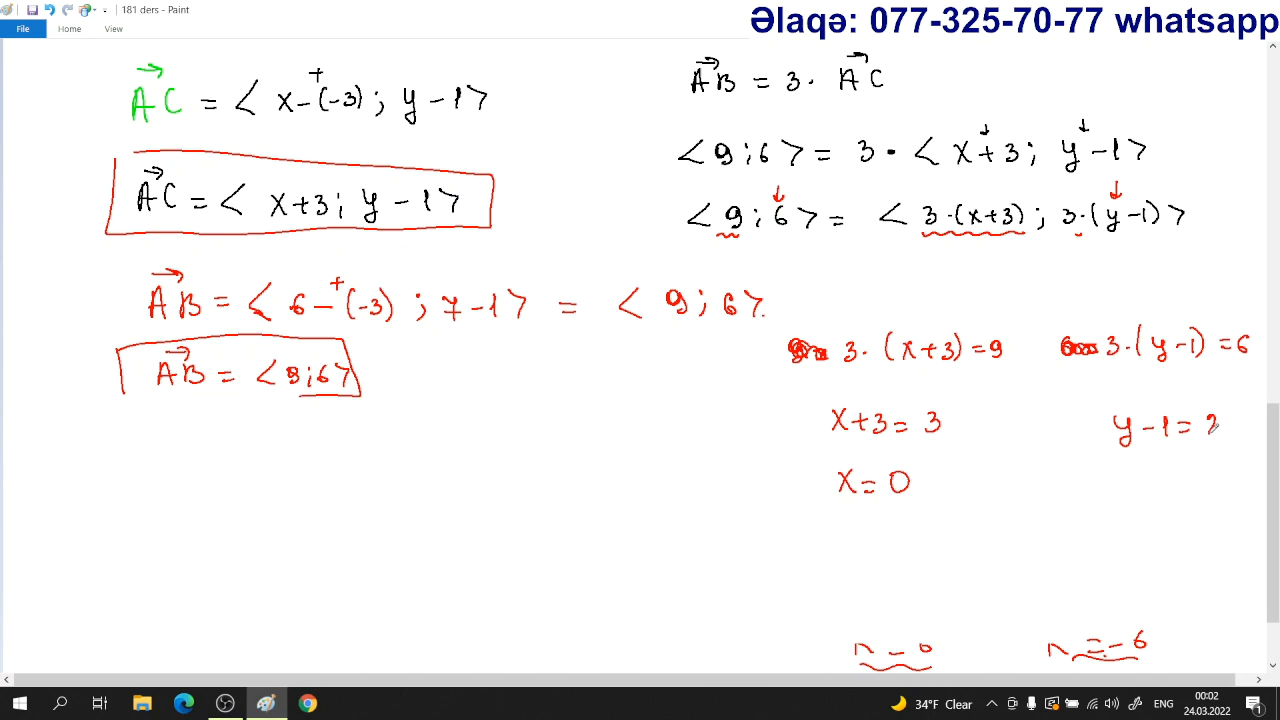 181 ders - Paint
Əlaqə: 077-325-70-77 whatsapp
File Home View
AC = < x - + (-3) ; y - 1 >
AC = < x + 3 ; y - 1 >
AB = < 6 - + (-3) ; 7 - 1 > = < 9 ; 6 >.
AB = < 9 ; 6 >
AB = 3 · AC
< 9 ; 6 > = 3 · < x + 3 ; y - 1 >
< 9 ; 6 > = < 3 · (x + 3) ; 3 · (y - 1) >
3 · (x + 3) = 9 3 · (y - 1) = 6
x + 3 = 3 y - 1 =
x = 0
n = - 6
34°F Clear ENG 00:02
24.03.2022 1